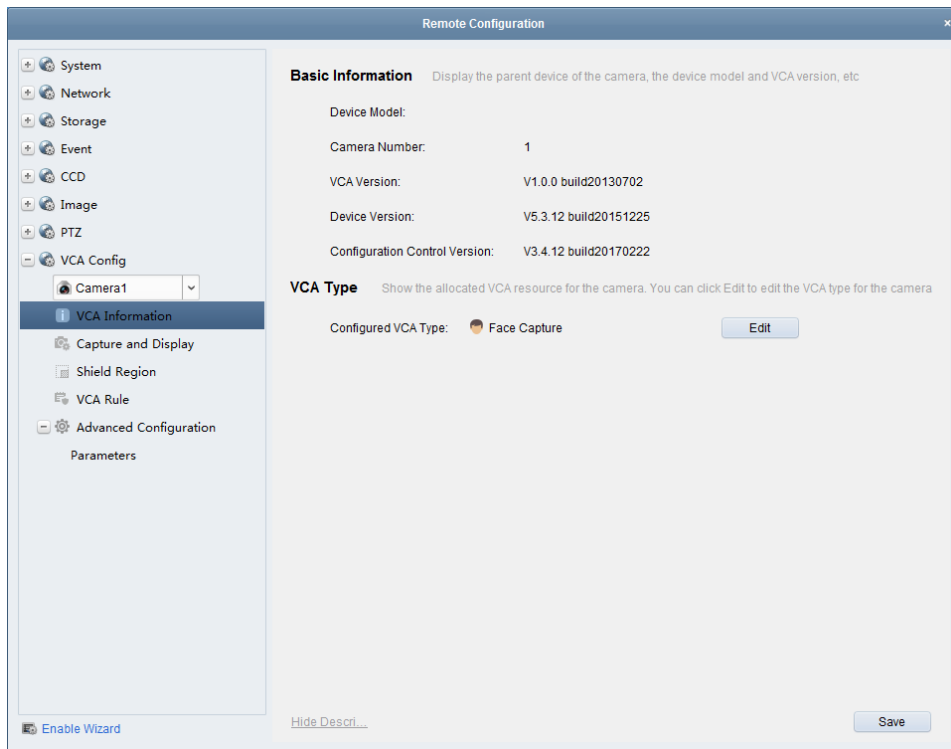 Remote Configuration
x
System
Network
Storage
Event
CCD
Image
PTZ
VCA Config
Camera1
VCA Information
Capture and Display
Shield Region
VCA Rule
Advanced Configuration
Parameters
Enable Wizard
Basic Information Display the parent device of the camera, the device model and VCA version, etc
Device Model:
Camera Number: 1
VCA Version: V1.0.0 build20130702
Device Version: V5.3.12 build20151225
Configuration Control Version: V3.4.12 build20170222
VCA Type Show the allocated VCA resource for the camera. You can click Edit to edit the VCA type for the camera
Configured VCA Type: Face Capture Edit
Hide Descri... Save